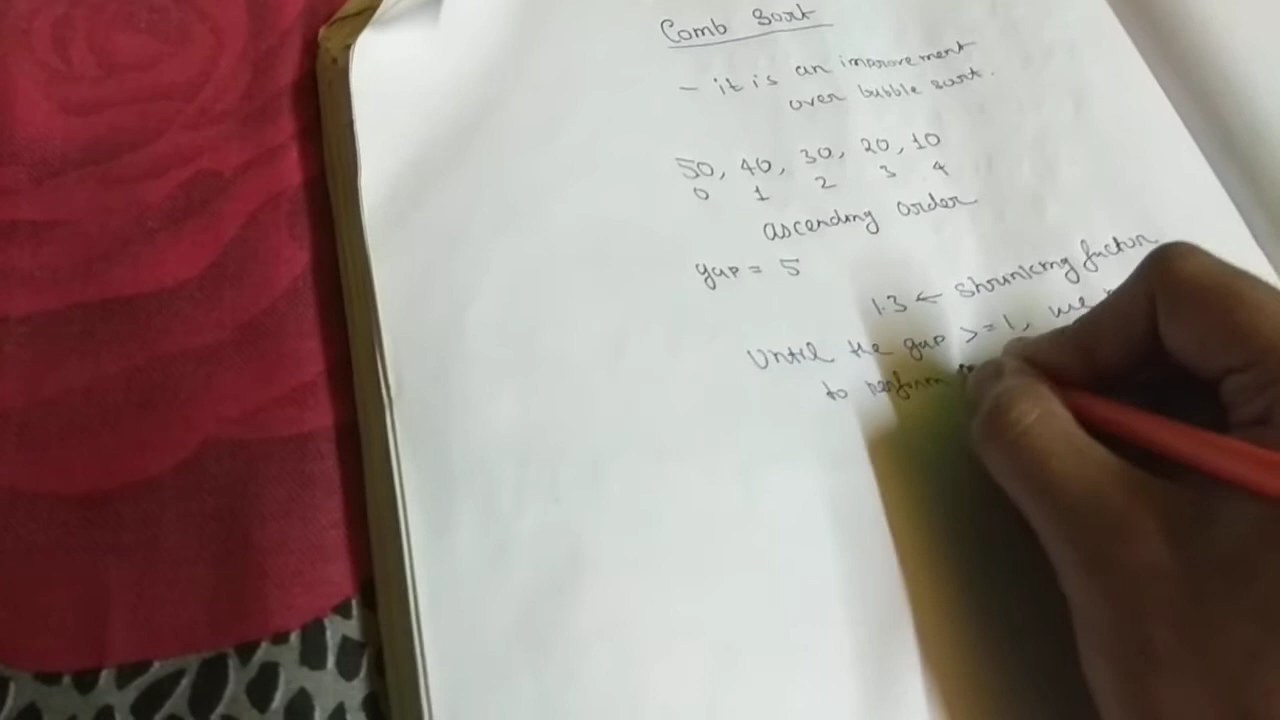 Comb Sort
- it is an improvement
over bubble sort.
50, 40, 30, 20, 10
0 1 2 3 4
ascending order
gap = 5
1.3 ← shrinking factor
Until the gap >= 1, we
to perform